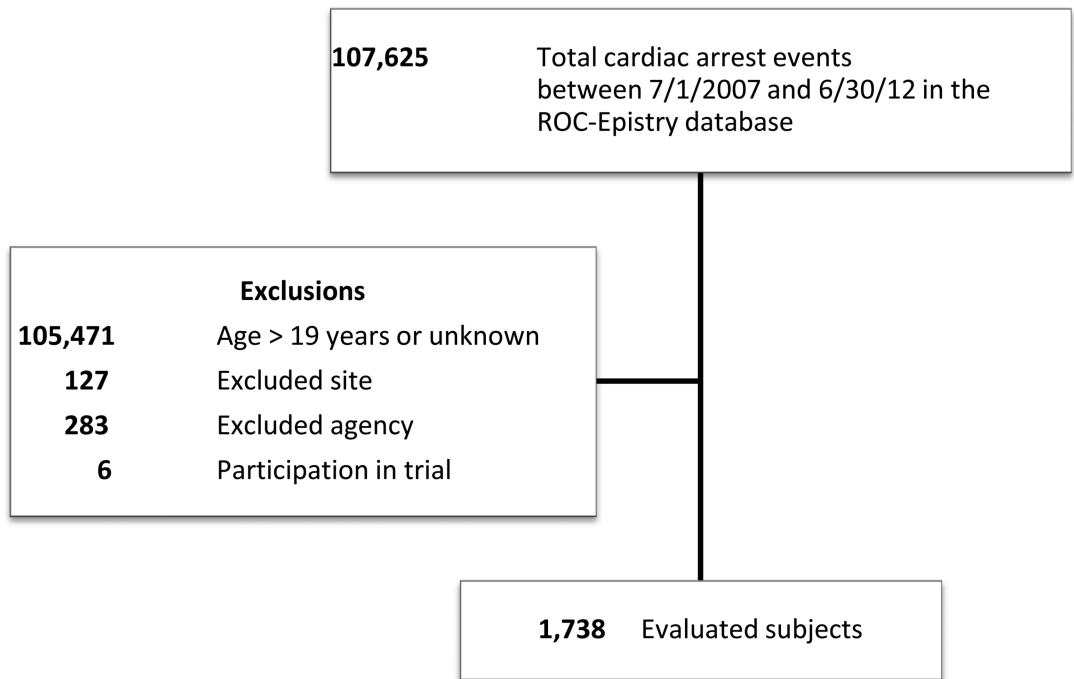 107,625 Total cardiac arrest events
between 7/1/2007 and 6/30/12 in the
ROC-Epistry database
Exclusions
105,471 Age > 19 years or unknown
127 Excluded site
283 Excluded agency
6 Participation in trial
1,738 Evaluated subjects